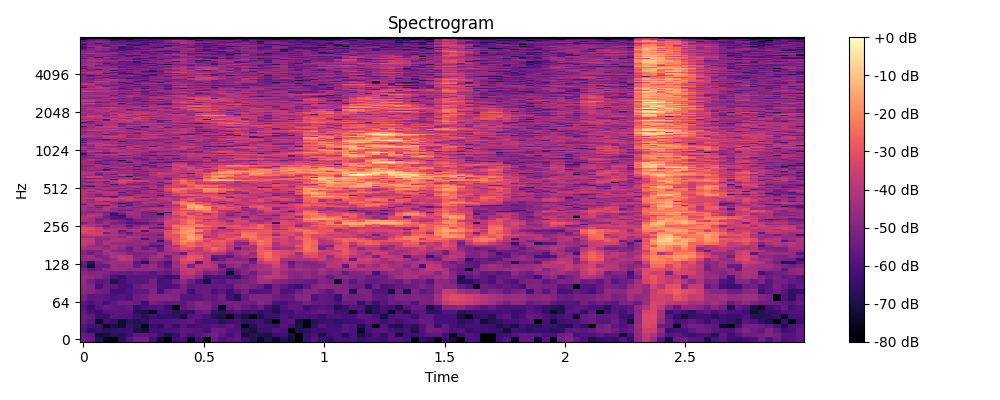 Spectrogram
+0 dB
4096
-10 dB
2048
-20 dB
1024
-30 dB
Hz
512
-40 dB
256
-50 dB
128
-60 dB
64
-70 dB
0
-80 dB
0 0.5 1 1.5 2 2.5
Time